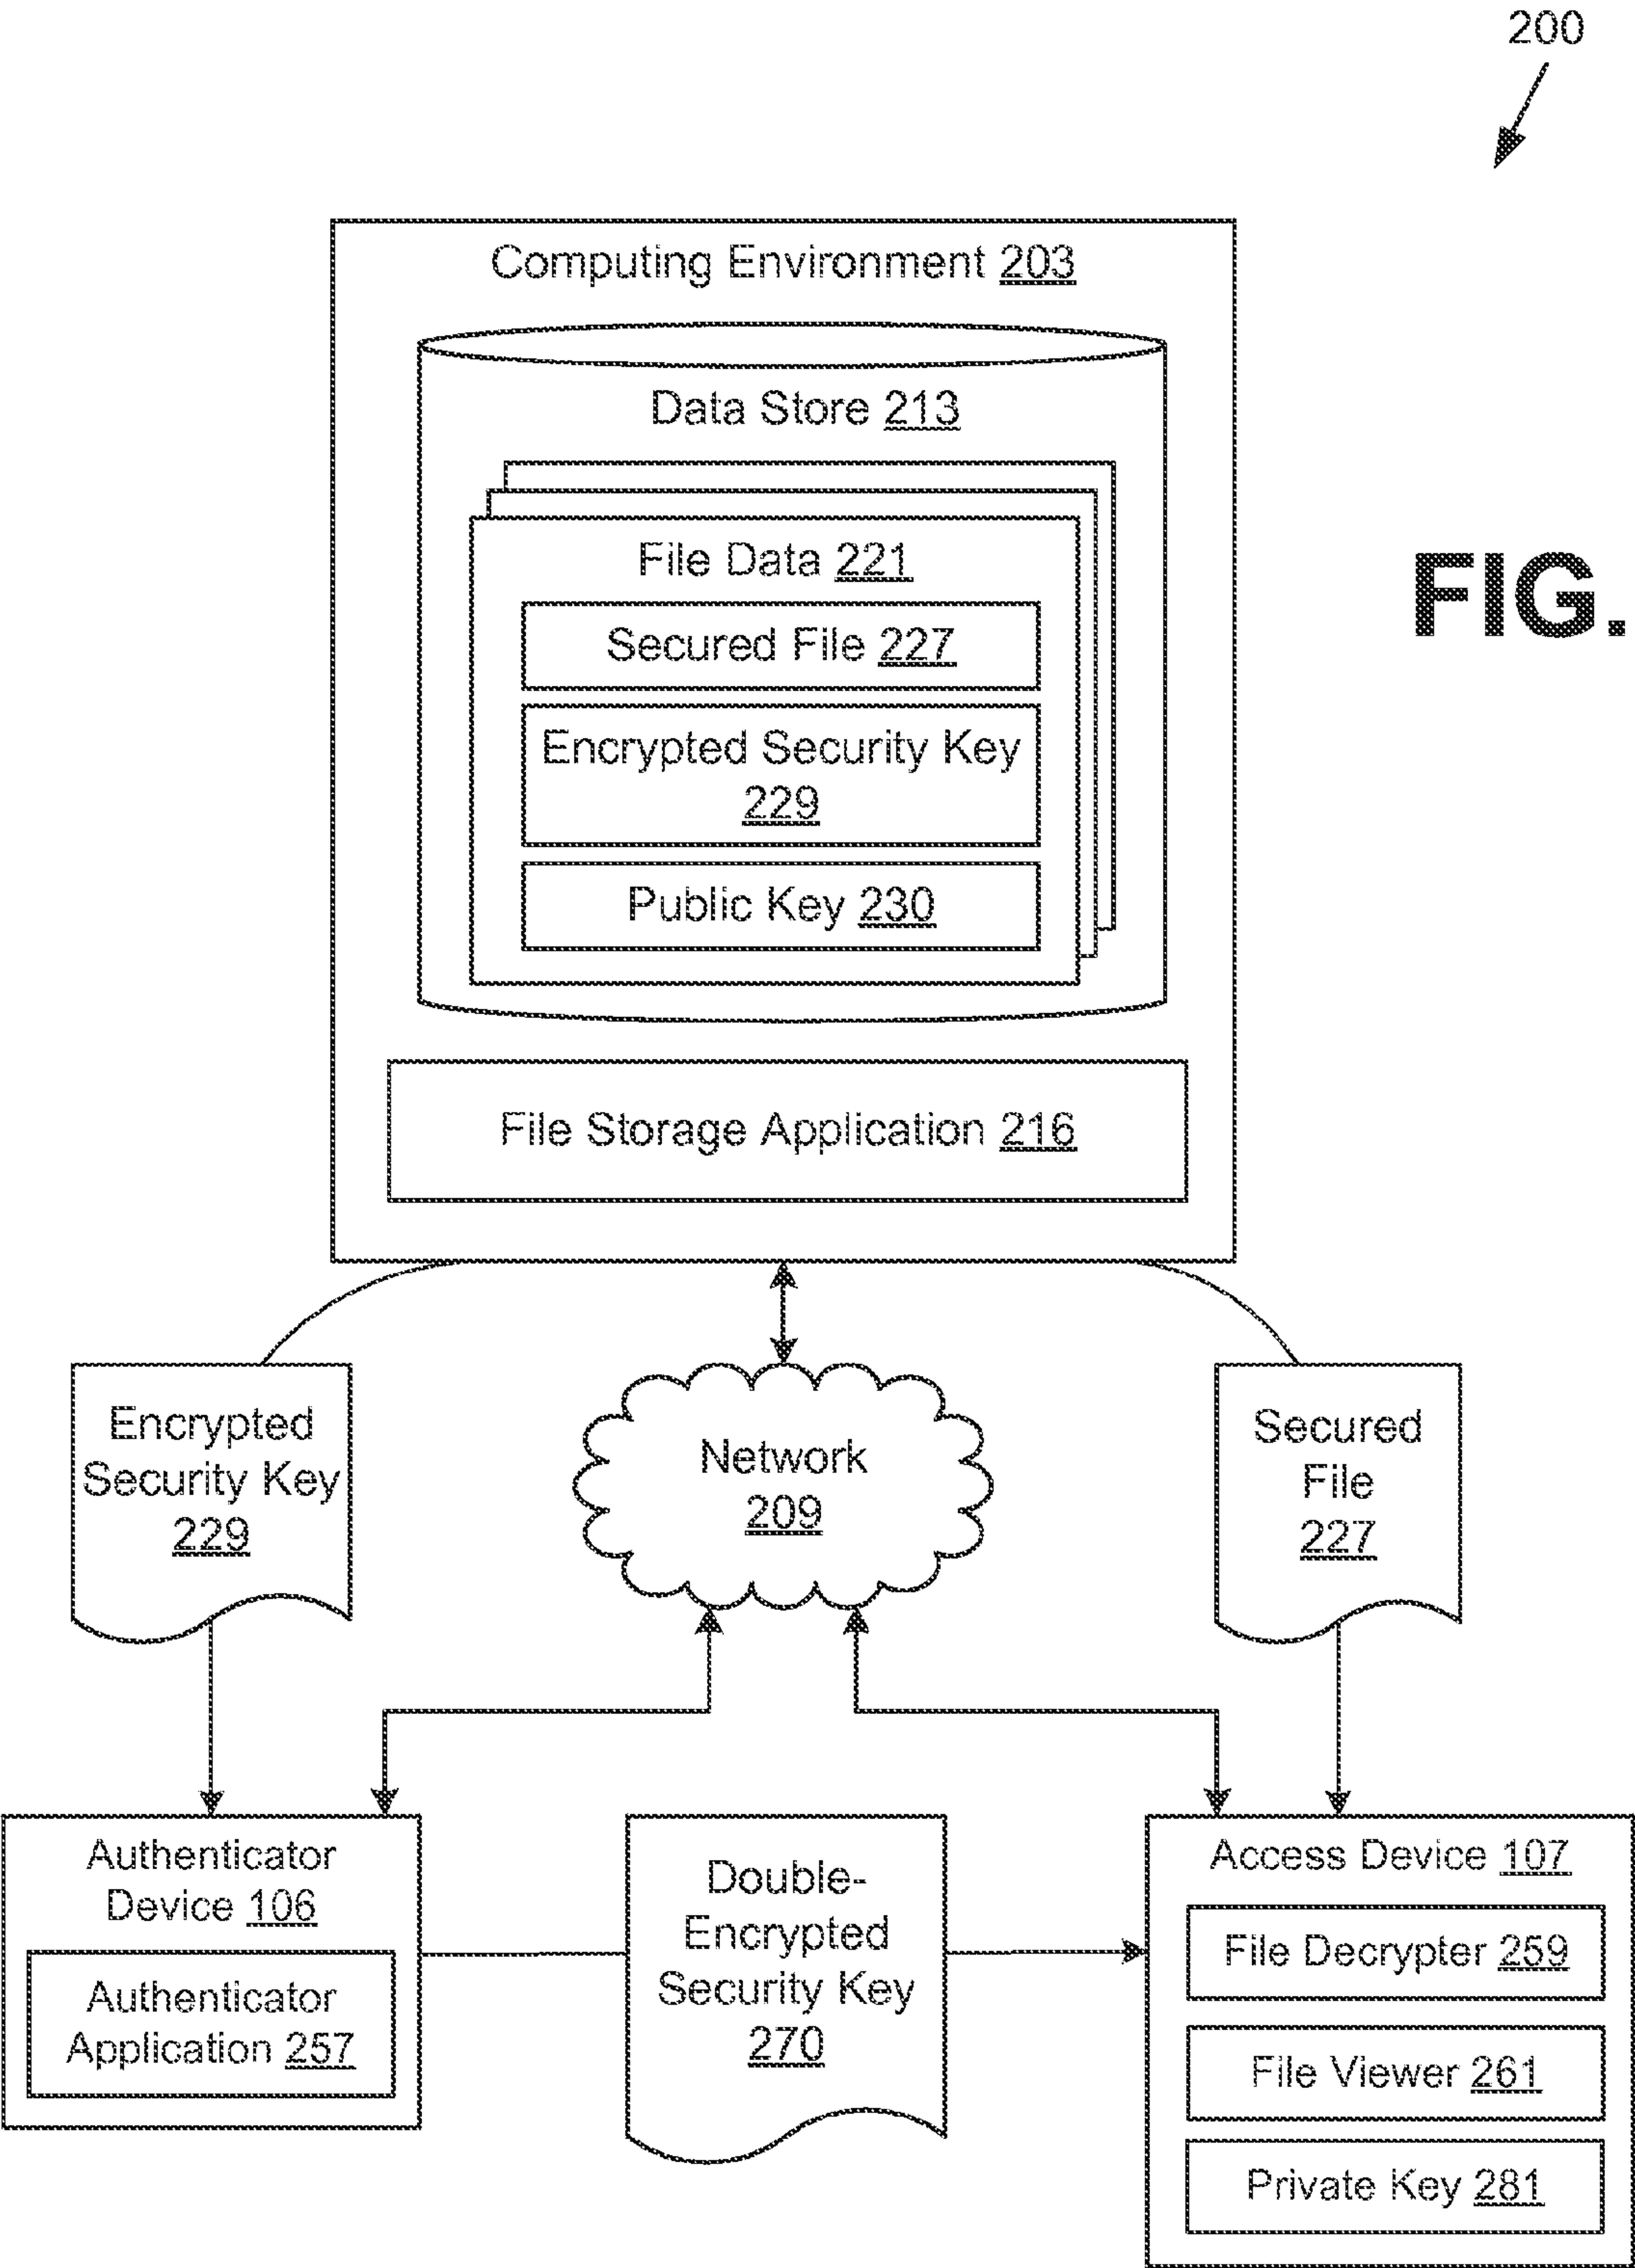 200
Computing Environment 203
Data Store 213
File Data 221
Secured File 227
Encrypted Security Key
229
Public Key 230
File Storage Application 216
FIG.
Encrypted
Security Key
229
Network
209
Secured
File
227
Authenticator
Device 106
Authenticator
Application 257
Double-
Encrypted
Security Key
270
Access Device 107
File Decrypter 259
File Viewer 261
Private Key 281